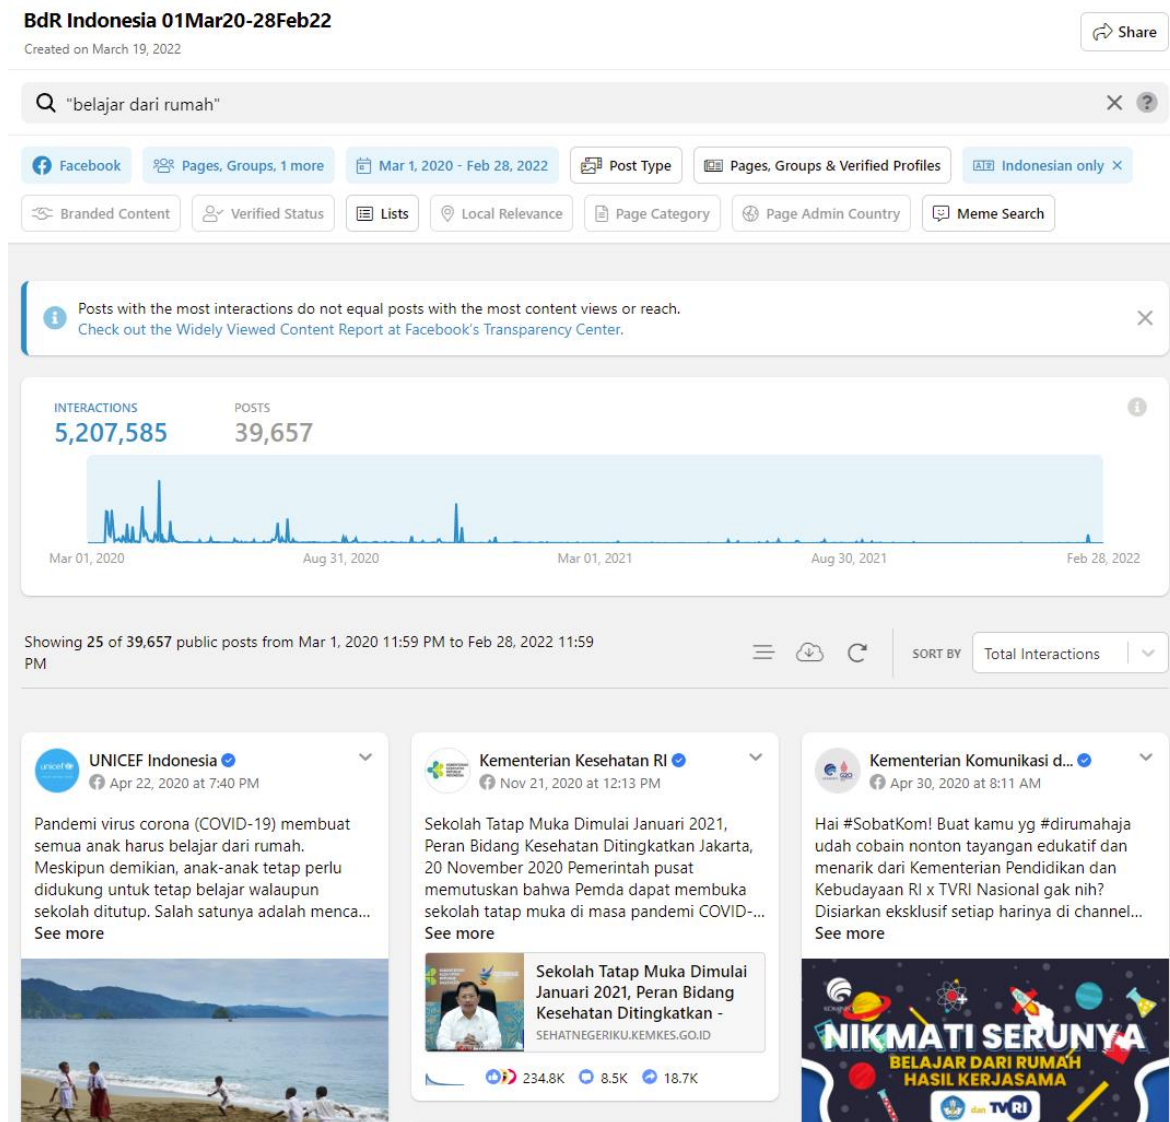 BdR Indonesia 01Mar20-28Feb22
Created on March 19, 2022
Share
"belajar dari rumah"
Facebook
Pages, Groups, 1 more
Mar 1, 2020 - Feb 28, 2022
Post Type
Pages, Groups & Verified Profiles
Indonesian only
Branded Content
Verified Status
Lists
Local Relevance
Page Category
Page Admin Country
Meme Search
Posts with the most interactions do not equal posts with the most content views or reach.
Check out the Widely Viewed Content Report at Facebook's Transparency Center.
INTERACTIONS
5,207,585
POSTS
39,657
Mar 01, 2020
Aug 31, 2020
Mar 01, 2021
Aug 30, 2021
Feb 28, 2022
Showing 25 of 39,657 public posts from Mar 1, 2020 11:59 PM to Feb 28, 2022 11:59
PM
SORT BY
Total Interactions
unicef
UNICEF Indonesia
Apr 22, 2020 at 7:40 PM
Pandemi virus corona (COVID-19) membuat
semua anak harus belajar dari rumah.
Meskipun demikian, anak-anak tetap perlu
didukung untuk tetap belajar walaupun
sekolah ditutup. Salah satunya adalah menca...
See more
Kementerian Kesehatan RI
Nov 21, 2020 at 12:13 PM
Sekolah Tatap Muka Dimulai Januari 2021,
Peran Bidang Kesehatan Ditingkatkan Jakarta,
20 November 2020 Pemerintah pusat
memutuskan bahwa Pemda dapat membuka
sekolah tatap muka di masa pandemi COVID-...
See more
Sekolah Tatap Muka Dimulai
Januari 2021, Peran Bidang
Kesehatan Ditingkatkan -
SEHATNEGERIKU.KEMKES.GO.ID
234.8K
8.5K
18.7K
Kementerian Komunikasi d...
Apr 30, 2020 at 8:11 AM
Hai #SobatKom! Buat kamu yg #dirumahaja
udah cobain nonton tayangan edukatif dan
menarik dari Kementerian Pendidikan dan
Kebudayaan RI x TVRI Nasional gak nih?
Disiarkan eksklusif setiap harinya di channel...
See more
KOMINFO
NIKMATI SERUNYA
BELAJAR DARI RUMAH
HASIL KERJASAMA
dan TVRI